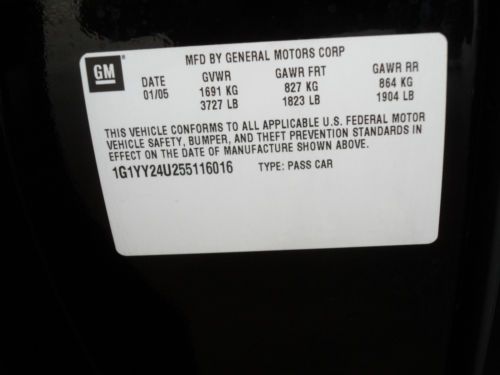 GM
MFD BY GENERAL MOTORS CORP
DATE GVWR GAWR FRT GAWR RR
01/05 1691 KG 827 KG 864 KG
3727 LB 1823 LB 1904 LB
THIS VEHICLE CONFORMS TO ALL APPLICABLE U.S. FEDERAL MOTOR
VEHICLE SAFETY, BUMPER, AND THEFT PREVENTION STANDARDS IN
EFFECT ON THE DATE OF MANUFACTURE SHOWN ABOVE.
1G1YY24U255116016 TYPE: PASS CAR